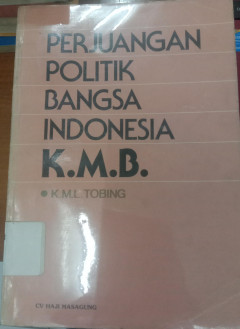 PERJUANGAN
POLITIK
BANGSA
INDONESIA
K.M.B.
● K.M.L. TOBING
CV HAJI MASAGUNG